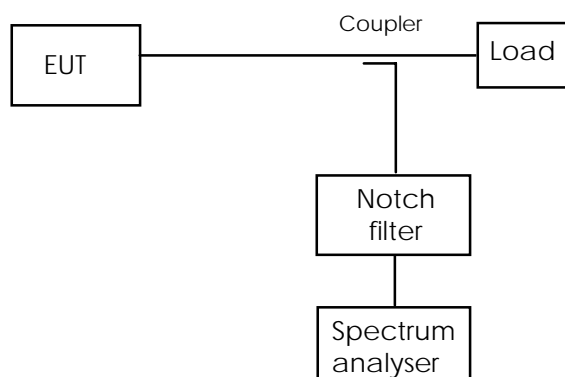 Coupler
EUT
Load
Notch
filter
Spectrum
analyser